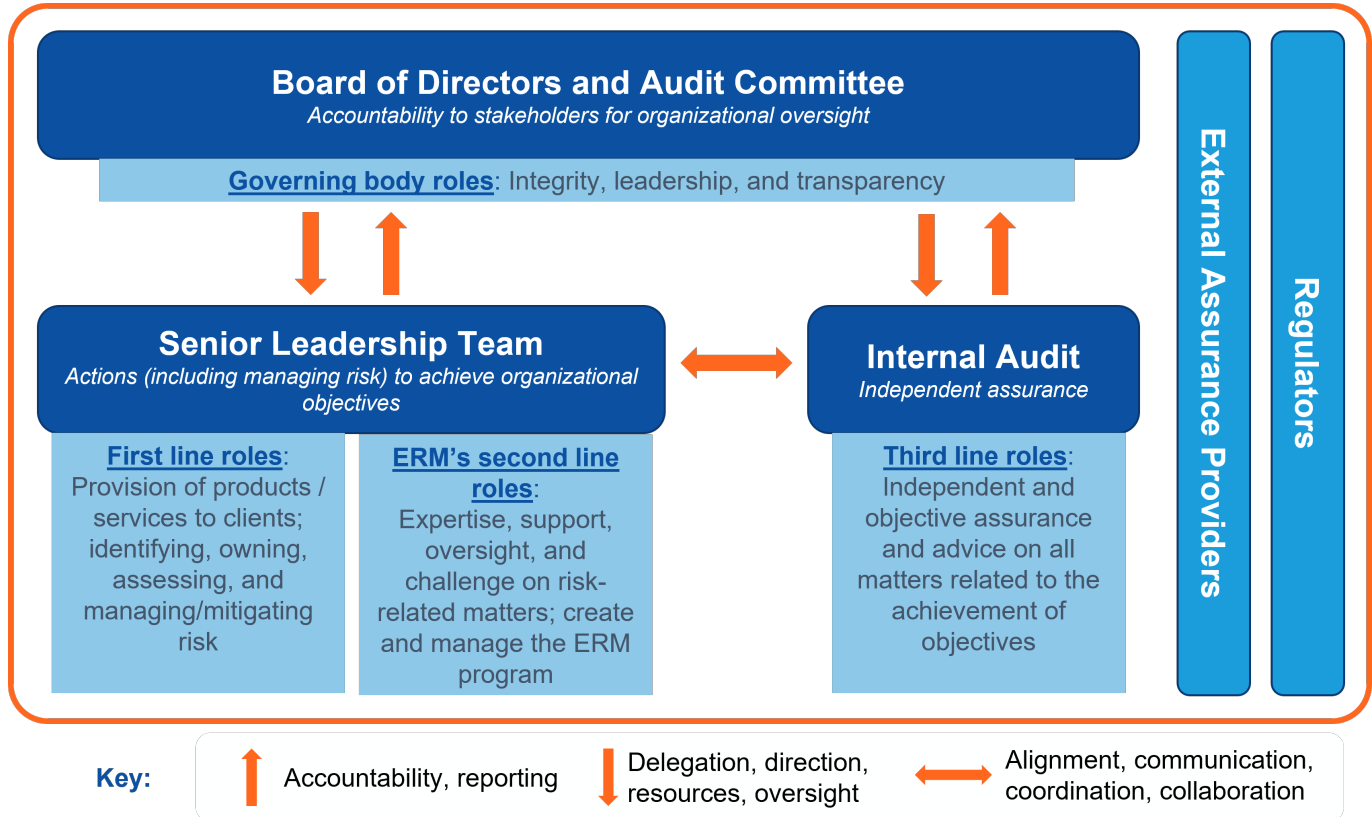 Board of Directors and Audit Committee
Accountability to stakeholders for organizational oversight
Governing body roles: Integrity, leadership, and transparency
Senior Leadership Team
Actions (including managing risk) to achieve organizational
objectives
Internal Audit
Independent assurance
First line roles:
Provision of products /
services to clients;
identifying, owning,
assessing, and
managing/mitigating
risk
ERM’s second line
roles:
Expertise, support,
oversight, and
challenge on risk-
related matters; create
and manage the ERM
program
Third line roles:
Independent and
objective assurance
and advice on all
matters related to the
achievement of
objectives
External Assurance Providers
Regulators
Key:
Accountability, reporting
Delegation, direction,
resources, oversight
Alignment, communication,
coordination, collaboration